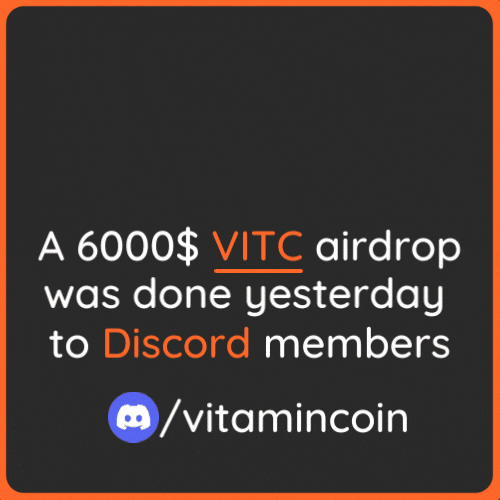 A 6000$ VITC airdrop
was done yesterday
to Discord members
/vitamincoin